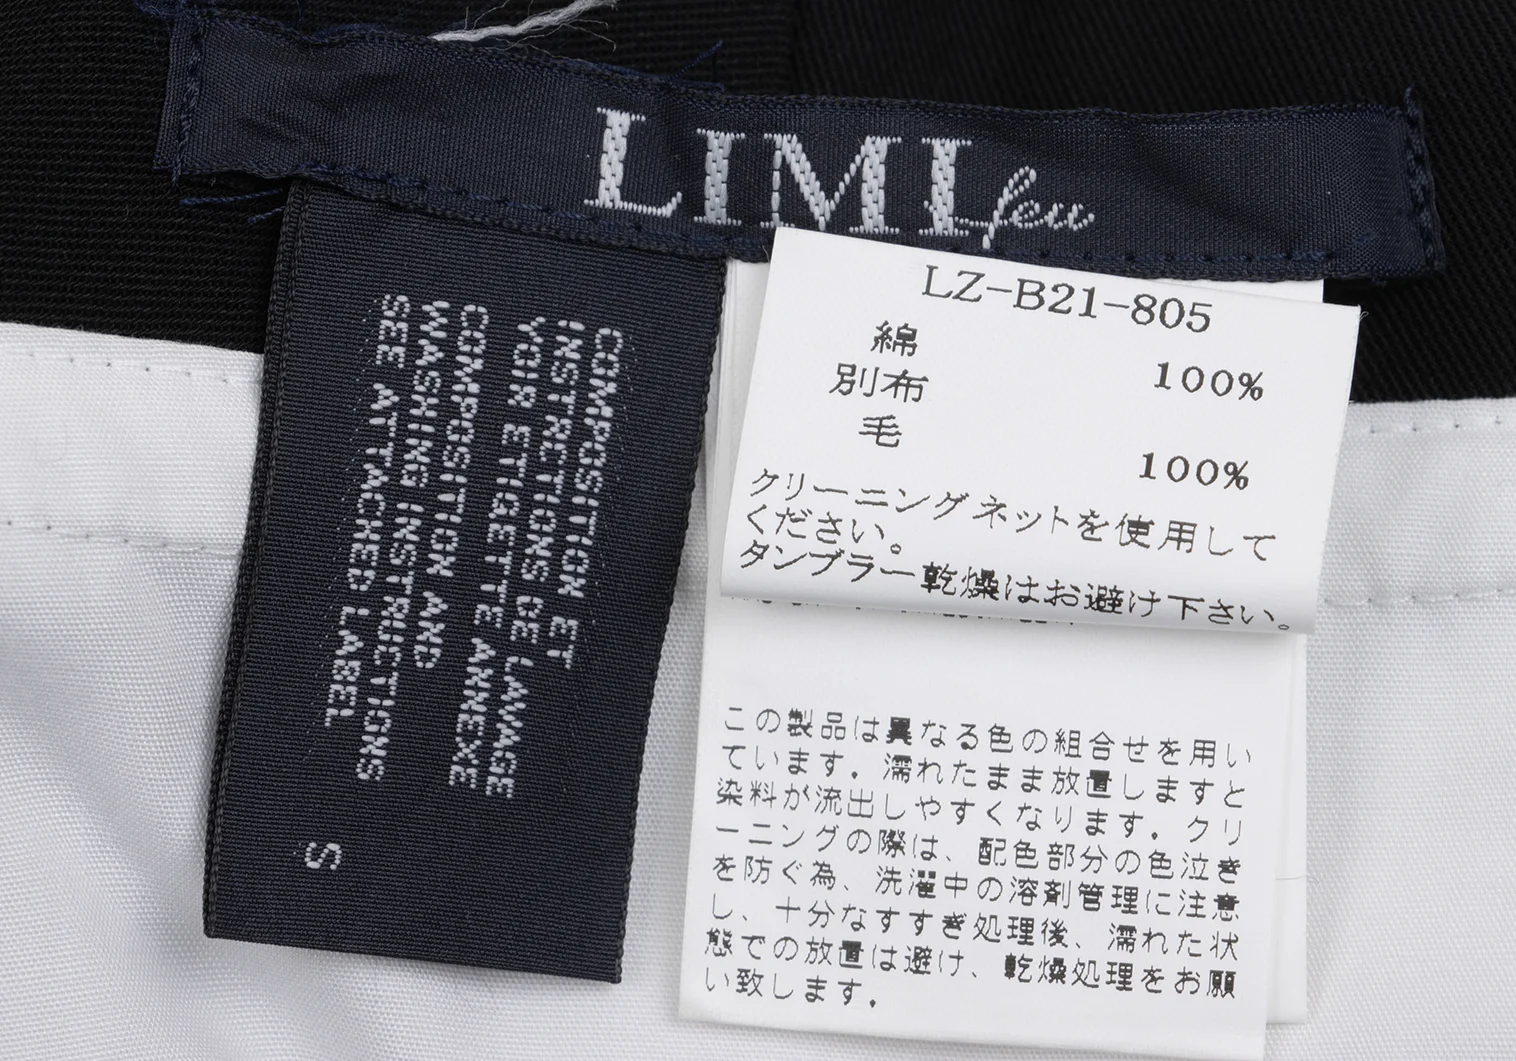 LIMI feu
COMPOSITION ET
INSTRETIONS DE LAVAGE
VOIR ETIGETTE ANNEXE
COMPOSITION AND
WASHING INSTRUCTIONS
SEE ATTACHED LABEL
S
LZ-B21-805
綿 100%
別布
毛 100%
クリーニングネットを使用して
ください。
タンブラー乾燥はお避け下さい。
この製品は異なる色の組合せを用い
ています．濡れたまま放置しますと
染料が流出しやすくなります．クリ
ーニングの際は、配色部分の色泣き
を防ぐ為、洗濯中の溶剤管理に注意
し、十分なすすぎ処理後、濡れた状
態での放置は避け、乾燥処理をお願
い致します．